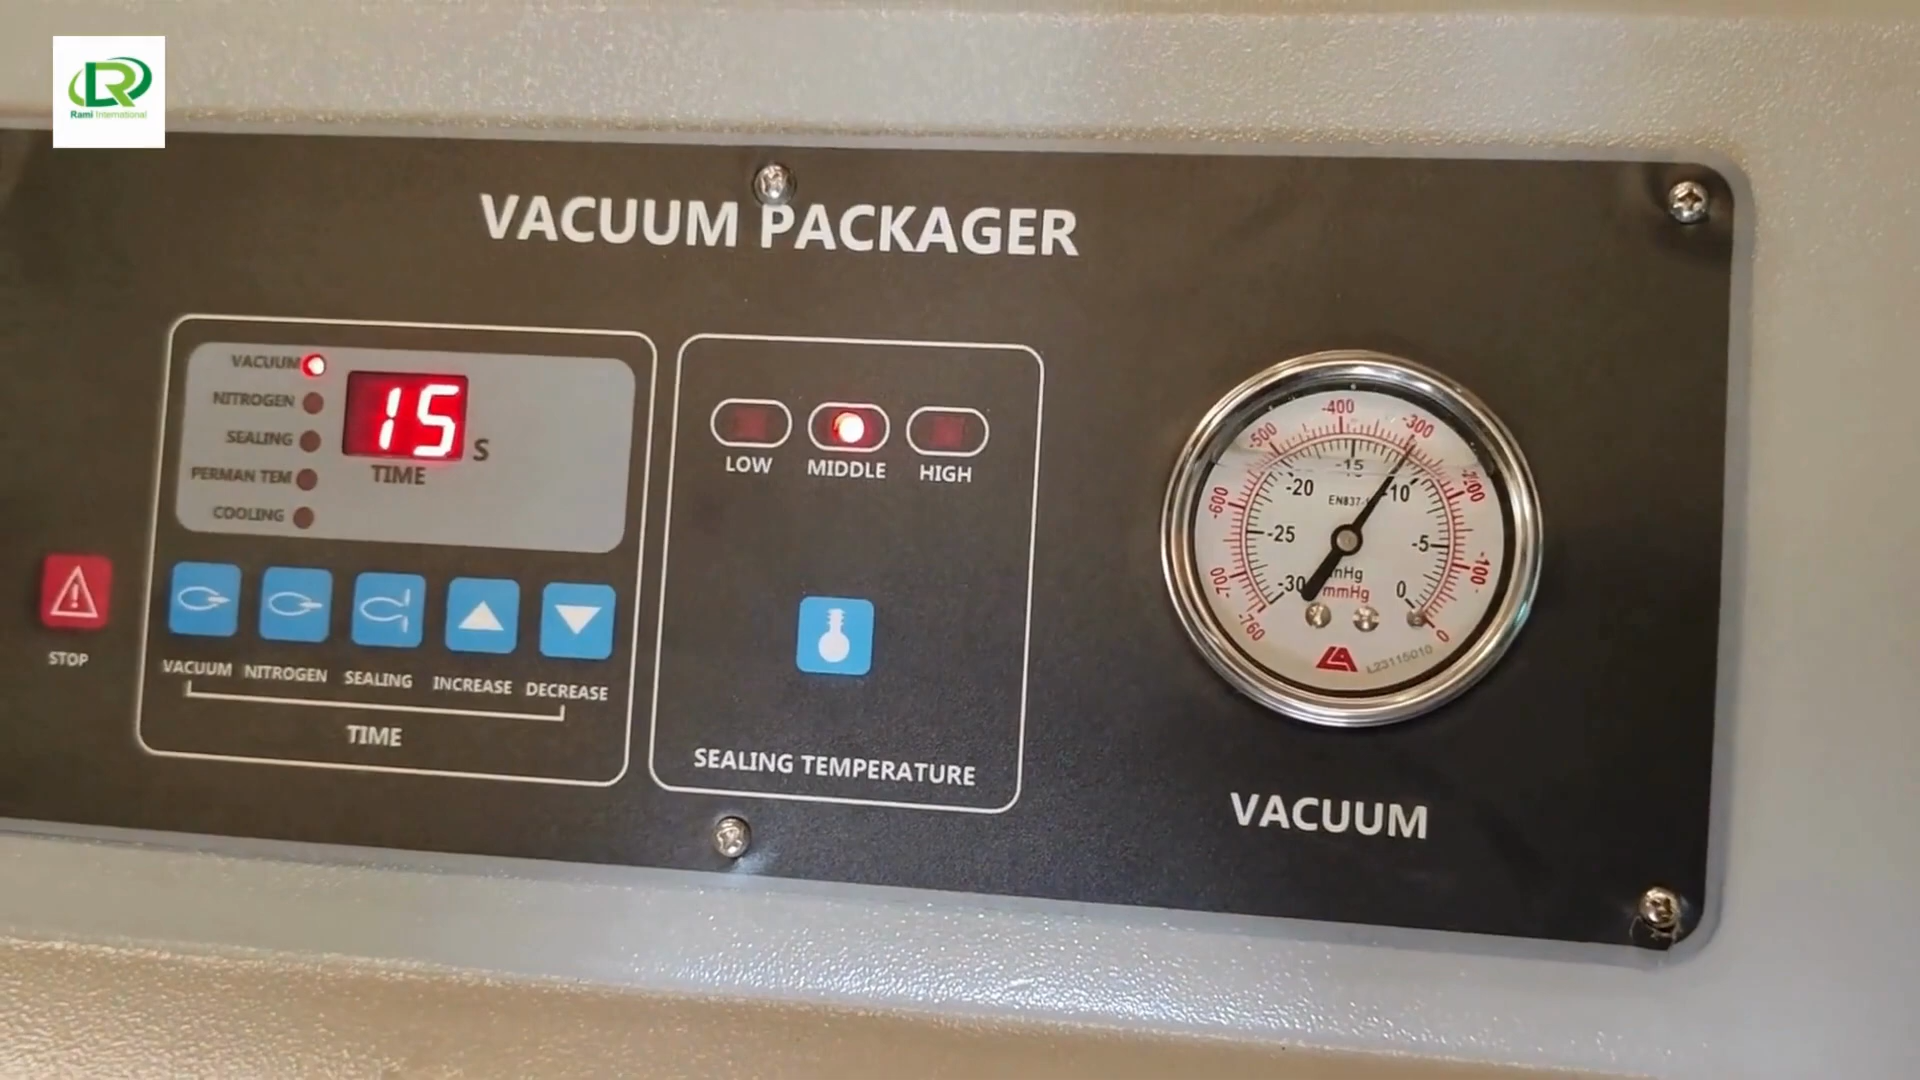 Rami International
VACUUM PACKAGER
VACUUM
NITROGEN
SEALING
PERMAN TEM
COOLING
15 S
TIME
LOW MIDDLE HIGH
STOP
VACUUM NITROGEN SEALING INCREASE DECREASE
TIME
SEALING TEMPERATURE
-400 -300
-500 -200
-600 -100
-700 0
-760
-15
-20 -10
-25 -5
-30 0
EN837-
mmHg
L23115010
VACUUM